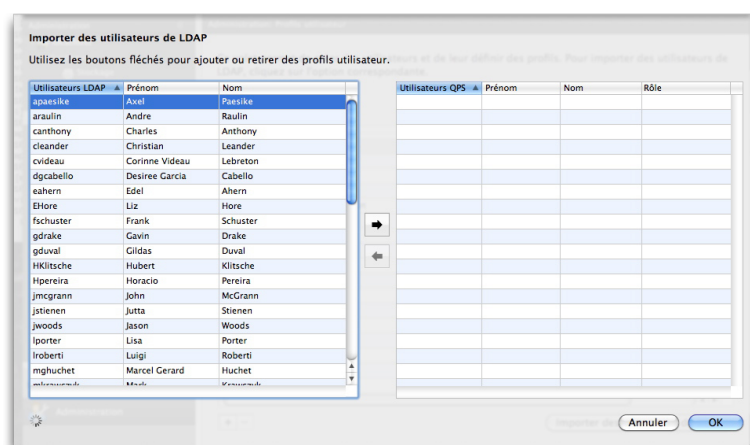 Importer des utilisateurs de LDAP
Utilisez les boutons fléchés pour ajouter ou retirer des profils utilisateur.
Utilisateurs LDAP Prénom Nom
apaesike Axel Paesike
araulin Andre Raulin
canthony Charles Anthony
cleander Christian Leander
cvideau Corinne Videau Lebreton
dgcabello Desiree Garcia Cabello
eahern Edel Ahern
EHore Liz Hore
fschuster Frank Schuster
gdrake Gavin Drake
gduval Gildas Duval
HKlitsche Hubert Klitsche
Hpereira Horacio Pereira
jmcgrann John McGrann
jstienen Jutta Stienen
jwoods Jason Woods
lporter Lisa Porter
lroberti Luigi Roberti
mghuchet Marcel Gerard Huchet
mkrawszuk Mark
Utilisateurs QPS Prénom Nom Rôle
Administration
Annuler OK